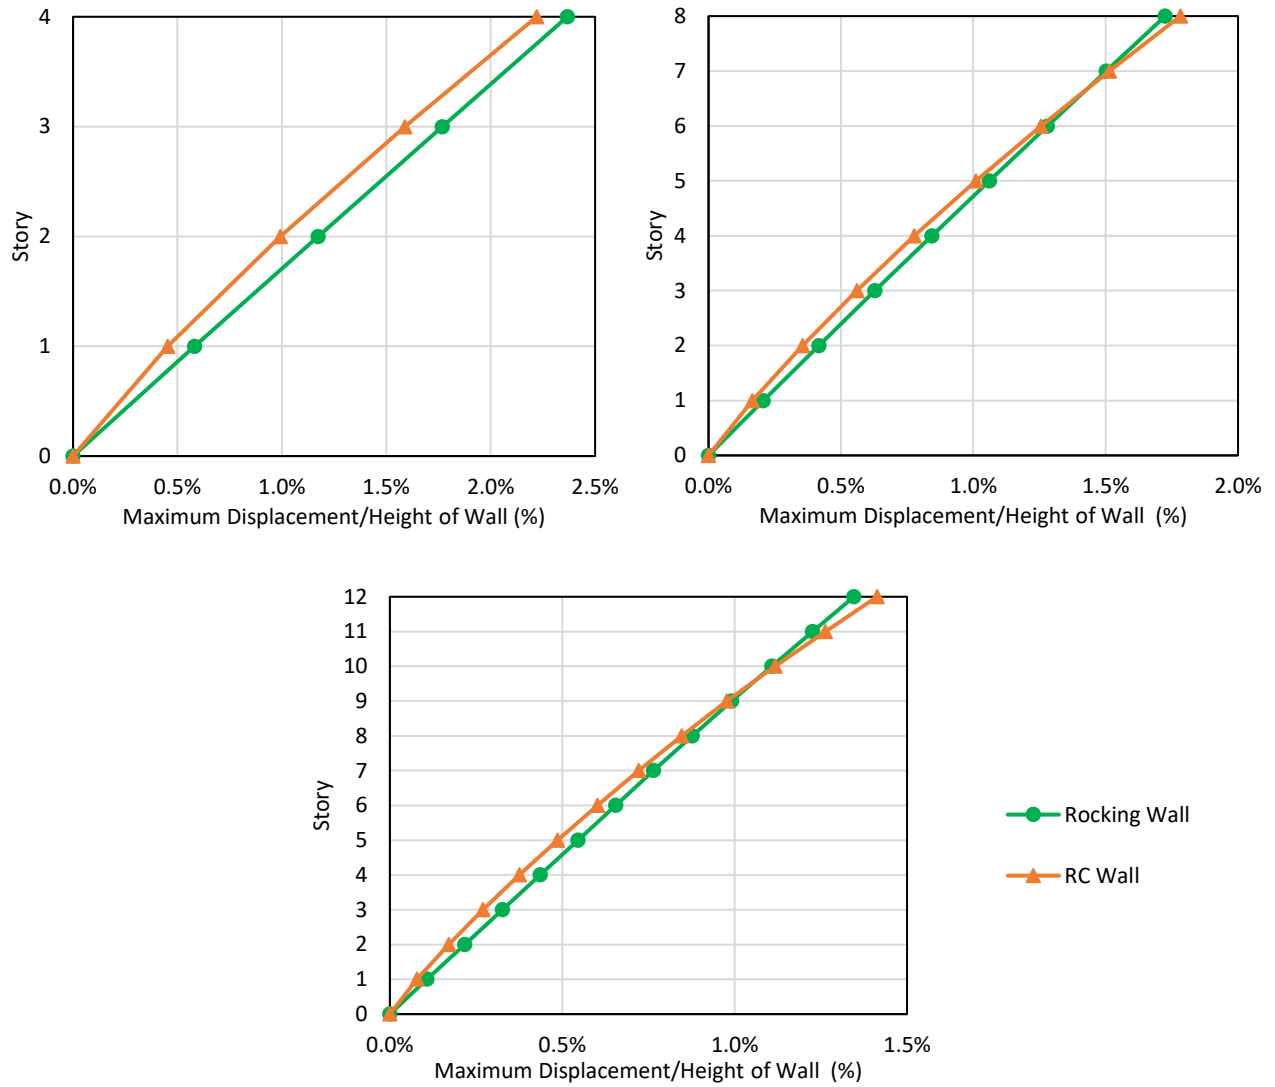 4
3
2
1
0
Story
0.0% 0.5% 1.0% 1.5% 2.0% 2.5%
Maximum Displacement/Height of Wall (%)
8
7
6
5
4
3
2
1
0
Story
0.0% 0.5% 1.0% 1.5% 2.0%
Maximum Displacement/Height of Wall (%)
12
11
10
9
8
7
6
5
4
3
2
1
0
Story
0.0% 0.5% 1.0% 1.5%
Maximum Displacement/Height of Wall (%)
Rocking Wall
RC Wall